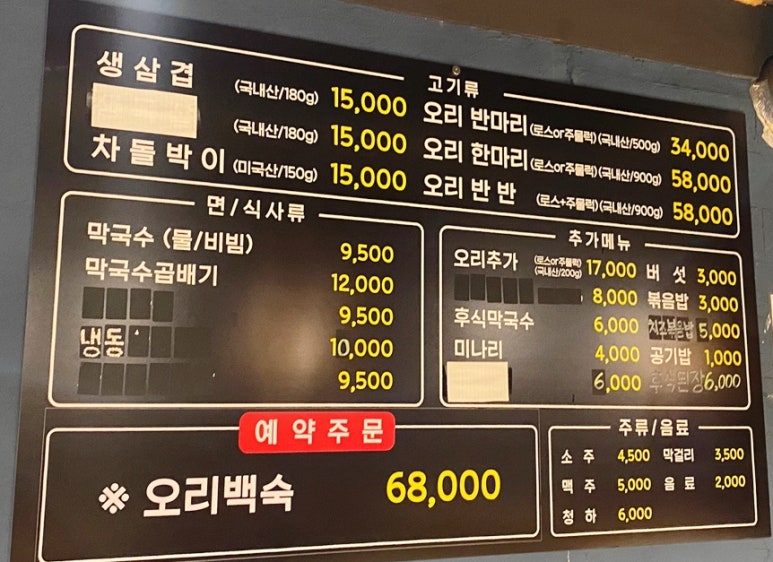 고기류
생삼겹 (국내산/180g) 15,000
(국내산/180g) 15,000
차돌박이 (미국산/150g) 15,000
오리 반마리 (로스or주물럭) (국내산/500g) 34,000
오리 한마리 (로스or주물럭) (국내산/900g) 58,000
오리 반반 (로스+주물럭) (국내산/900g) 58,000
면/식사류
막국수 (물/비빔) 9,500
막국수곱배기 12,000
9,500
냉동 10,000
9,500
추가메뉴
오리추가 (로스or주물럭) (국내산/200g) 17,000
8,000
후식막국수 6,000
미나리 4,000
6,000
버섯 3,000
볶음밥 3,000
치즈볶음밥 5,000
공기밥 1,000
후식된장 6,000
예약주문
※ 오리백숙 68,000
주류/음료
소주 4,500 막걸리 3,500
맥주 5,000 음료 2,000
청하 6,000